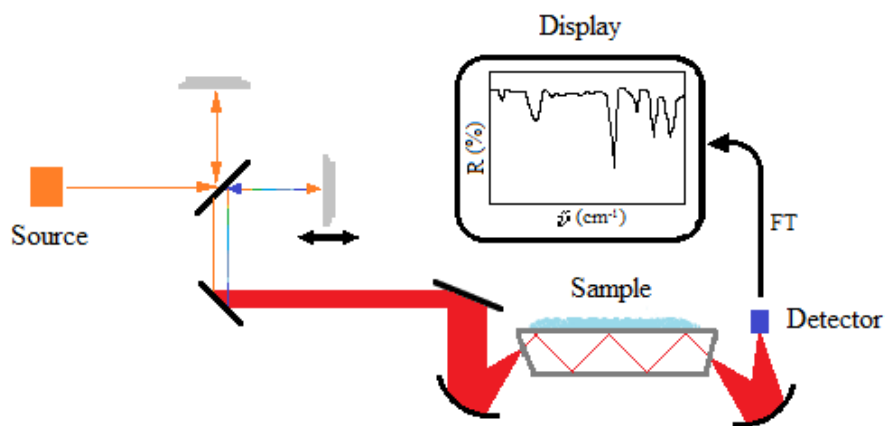 Display
R (%)
ν̃ (cm⁻¹)
Source
FT
Sample
Detector